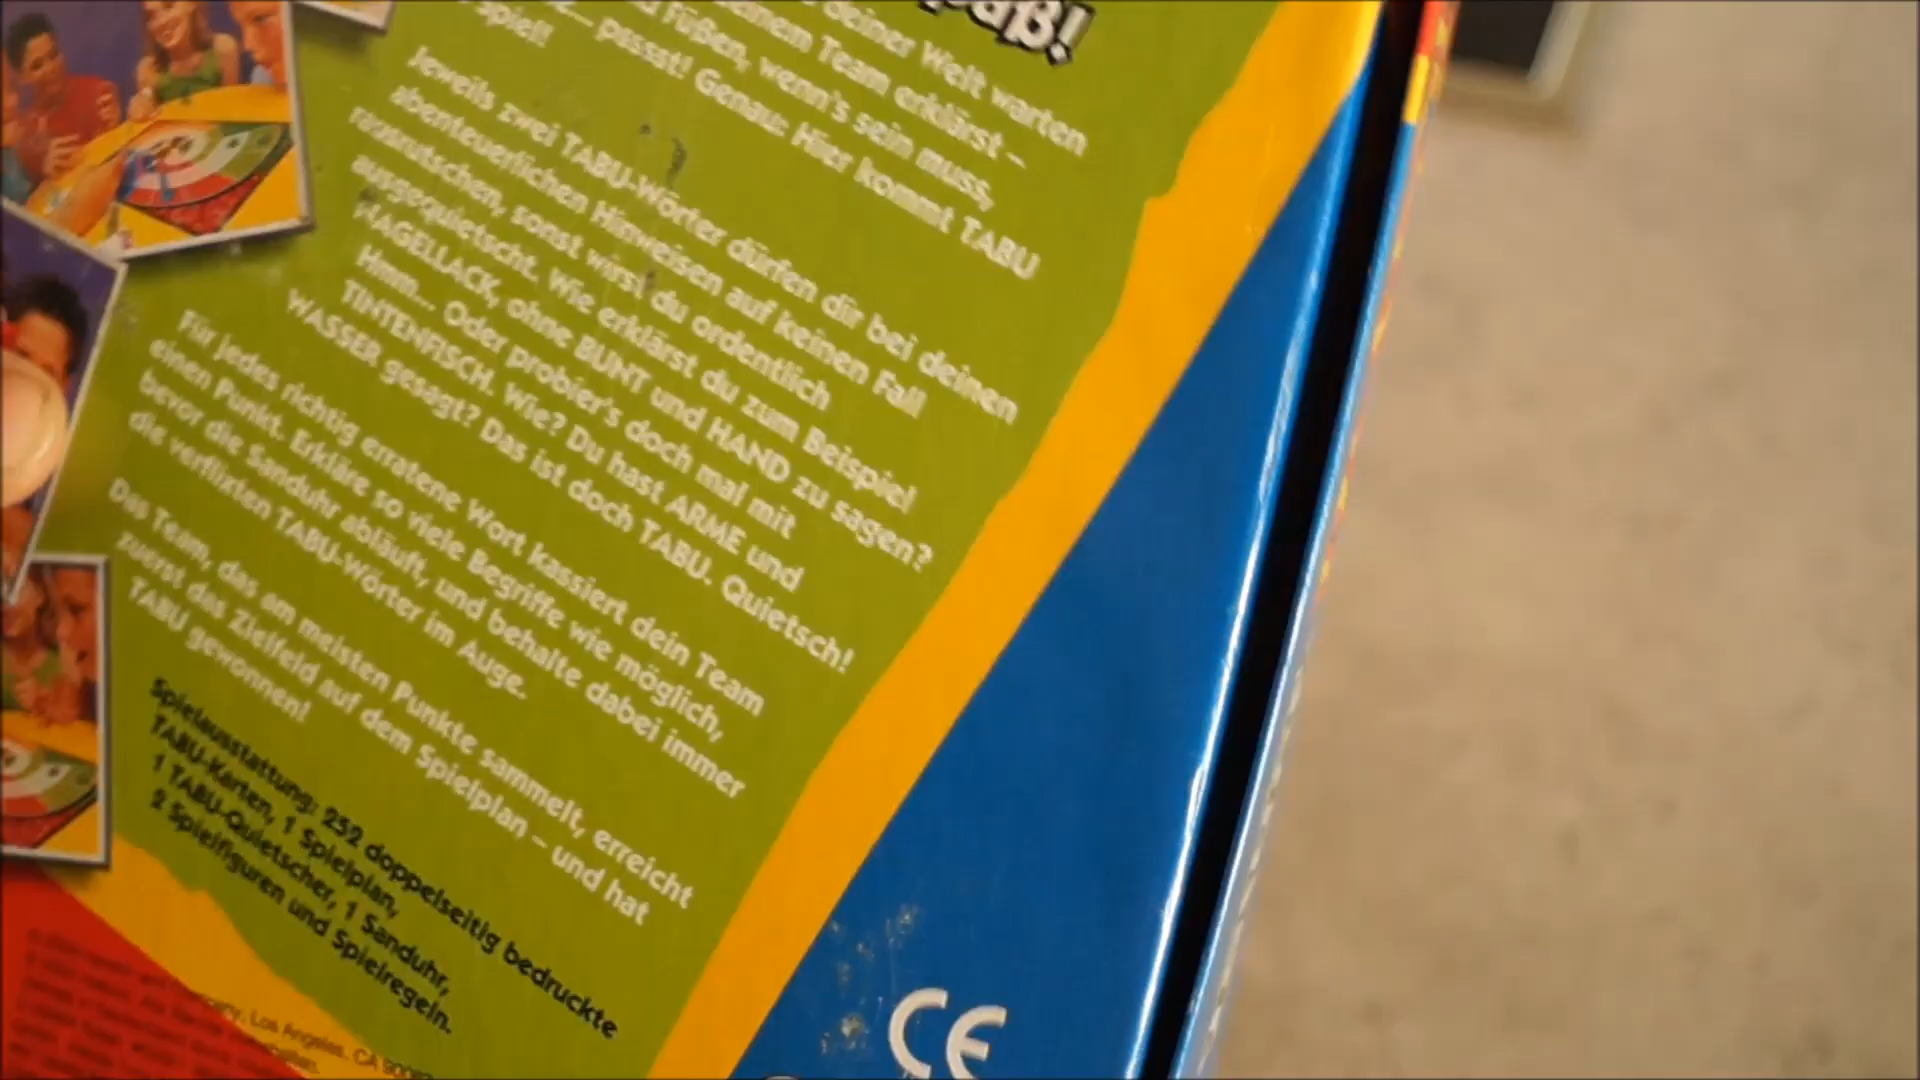 paß!
deiner Welt warten
deinem Team erklärst –
Füßen, wenn's sein muss,
passt! Genau: Hier kommt TABU
Spiel!
Jeweils zwei TABU-Wörter dürfen dir bei deinen
abenteuerlichen Hinweisen auf keinen Fall
rausrutschen, sonst wirst du ordentlich
ausgequietscht. Wie erklärst du zum Beispiel
NAGELLACK, ohne BUNT und HAND zu sagen?
Hmm... Oder probier's doch mal mit
TINTENFISCH. Wie? Du hast ARME und
WASSER gesagt? Das ist doch TABU. Quietsch!
Für jedes richtig erratene Wort kassiert dein Team
einen Punkt. Erkläre so viele Begriffe wie möglich,
bevor die Sanduhr abläuft, und behalte dabei immer
die verflixten TABU-Wörter im Auge.
Das Team, das am meisten Punkte sammelt, erreicht
zuerst das Zielfeld auf dem Spielplan – und hat
TABU gewonnen!
Spielausstattung: 252 doppelseitig bedruckte
TABU-Karten, 1 Spielplan,
1 TABU-Quietscher, 1 Sanduhr,
2 Spielfiguren und Spielregeln.
Los Angeles, CA
CE